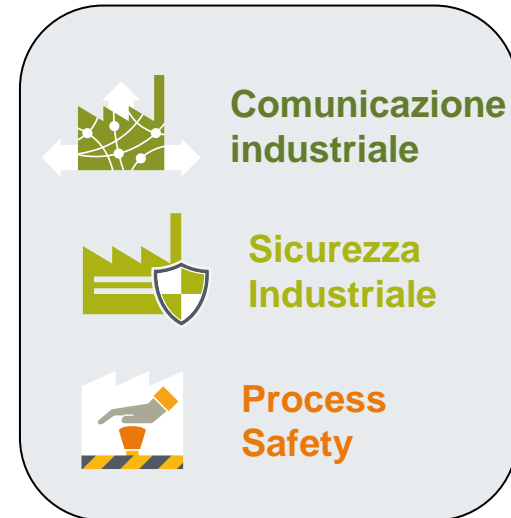 Comunicazione
industriale
Sicurezza
Industriale
Process
Safety